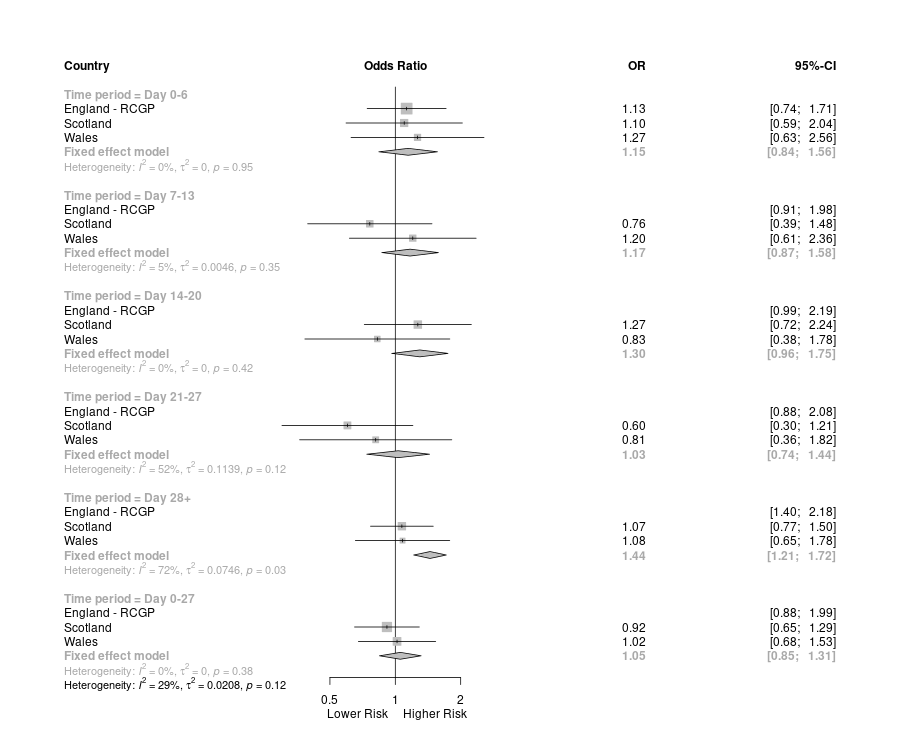 Country Odds Ratio OR 95%-CI
Time period = Day 0-6
England - RCGP 1.13 [0.74; 1.71]
Scotland 1.10 [0.59; 2.04]
Wales 1.27 [0.63; 2.56]
Fixed effect model 1.15 [0.84; 1.56]
Heterogeneity: I² = 0%, τ² = 0, p = 0.95
Time period = Day 7-13
England - RCGP [0.91; 1.98]
Scotland 0.76 [0.39; 1.48]
Wales 1.20 [0.61; 2.36]
Fixed effect model 1.17 [0.87; 1.58]
Heterogeneity: I² = 5%, τ² = 0.0046, p = 0.35
Time period = Day 14-20
England - RCGP [0.99; 2.19]
Scotland 1.27 [0.72; 2.24]
Wales 0.83 [0.38; 1.78]
Fixed effect model 1.30 [0.96; 1.75]
Heterogeneity: I² = 0%, τ² = 0, p = 0.42
Time period = Day 21-27
England - RCGP [0.88; 2.08]
Scotland 0.60 [0.30; 1.21]
Wales 0.81 [0.36; 1.82]
Fixed effect model 1.03 [0.74; 1.44]
Heterogeneity: I² = 52%, τ² = 0.1139, p = 0.12
Time period = Day 28+
England - RCGP [1.40; 2.18]
Scotland 1.07 [0.77; 1.50]
Wales 1.08 [0.65; 1.78]
Fixed effect model 1.44 [1.21; 1.72]
Heterogeneity: I² = 72%, τ² = 0.0746, p = 0.03
Time period = Day 0-27
England - RCGP [0.88; 1.99]
Scotland 0.92 [0.65; 1.29]
Wales 1.02 [0.68; 1.53]
Fixed effect model 1.05 [0.85; 1.31]
Heterogeneity: I² = 0%, τ² = 0, p = 0.38
Heterogeneity: I² = 29%, τ² = 0.0208, p = 0.12
0.5 1 2
Lower Risk Higher Risk